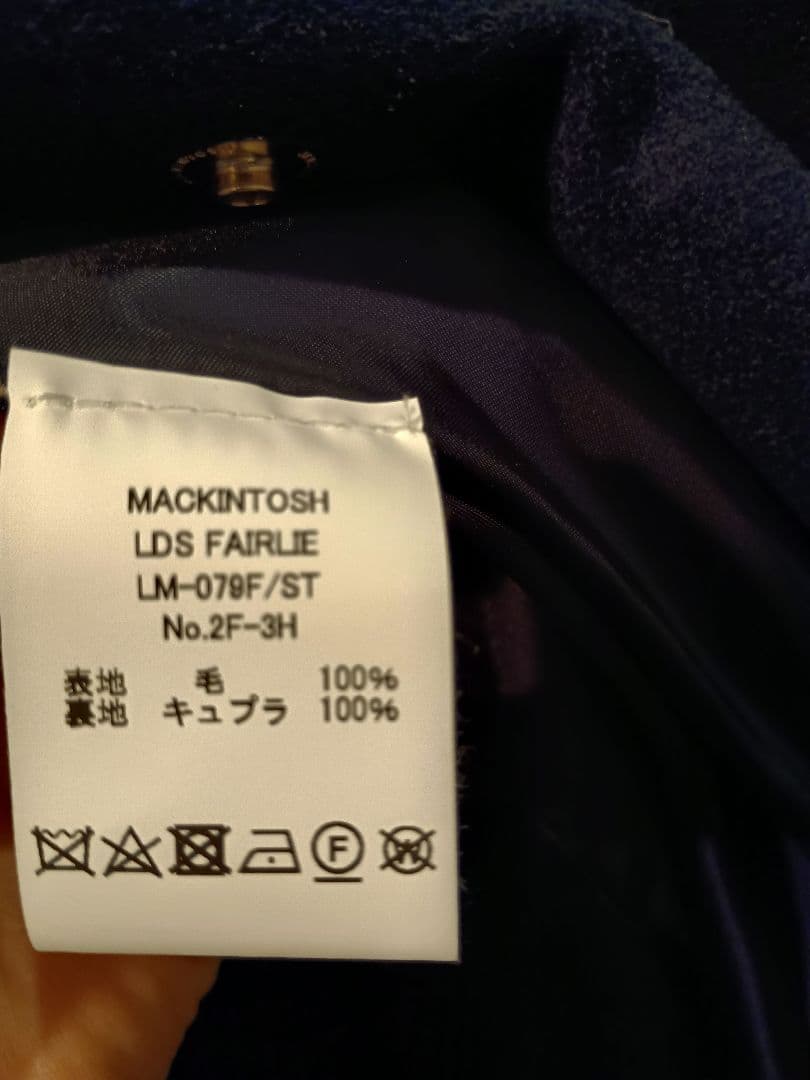 MACKINTOSH
LDS FAIRLIE
LM-079F/ST
No.2F-3H
表地 毛 100%
裏地 キュプラ 100%
F
W